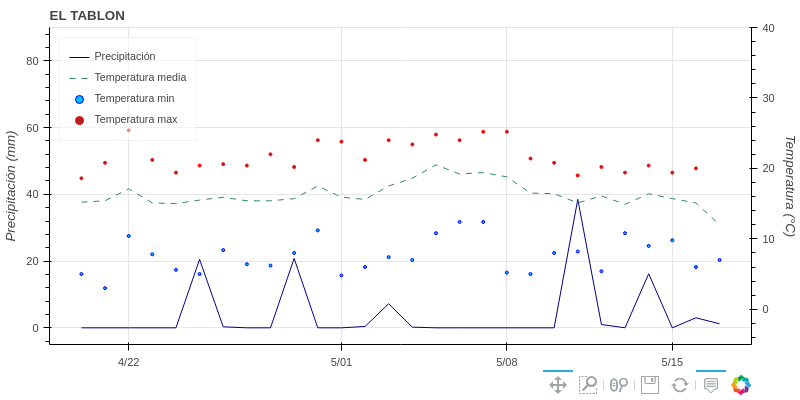 EL TABLON
Precipitación
Temperatura media
Temperatura min
Temperatura max
Precipitación (mm)
80
60
40
20
0
Temperatura (°C)
40
30
20
10
0
4/22
5/01
5/08
5/15